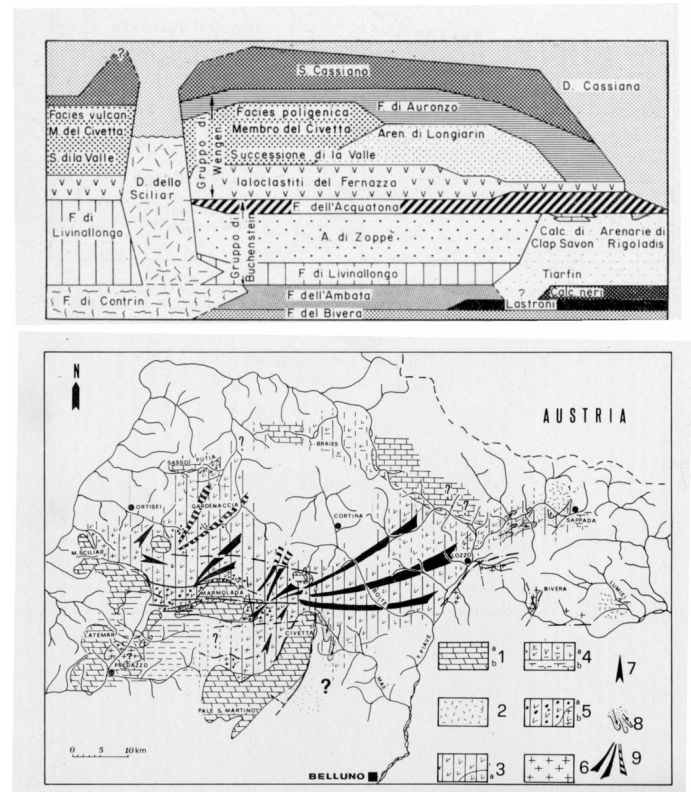 ?
S. Cassiano
D. Cassiana
Facies vulcan.
M. del Civetta
S. di la Valle
D. dello
Sciliar
F. di
Livinallongo
F. di Contrin
Gruppo di
Wengen
Facies poligenica
Membro del Civetta
Successione di la Valle
F. di Auronzo
Aren. di Longiarin
Ialoclastiti del Fernazza
F. dell'Acquatona
Gruppo di
Buchenstein
A. di Zoppè
F. di Livinallongo
F. dell'Ambata
F. del Bivera
Calc. di
Clap Savon
Arenarie di
Rigoladis
Tiarfin
?
Calc. neri
Lastroni
N
AUSTRIA
?
BRAIES
SASSO PUTIA
?
ORTISEI
GARDENACCIA
CORTINA
SAPPADA
M. SCILIAR
LOZZO
BIVERA
LUMIEI
MARMOLADA
CIVETTA
LATEMAR
?
PREDAZZO
?
PIAVE
MAE
PALE S. MARTINO
?
0 5 10 km
BELLUNO
a
b
1
2
3
a
a
b
4
a
b
5
6
7
8
9